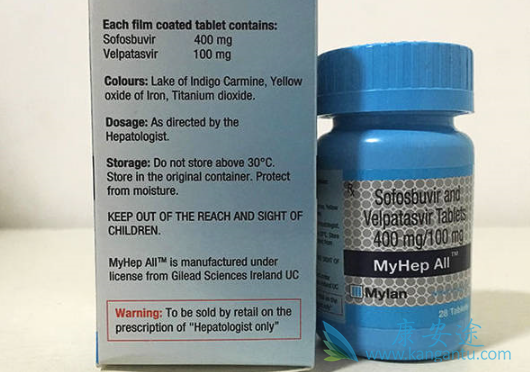 Each film coated tablet contains:
Sofosbuvir 400 mg
Velpatasvir 100 mg
Colours: Lake of Indigo Carmine, Yellow
oxide of Iron, Titanium dioxide.
Dosage: As directed by the
Hepatologist.
Storage: Do not store above 30°C.
Store in the original container. Protect
from moisture.
KEEP OUT OF THE REACH AND SIGHT OF
CHILDREN.
MyHep All™ is manufactured under
license from Gilead Sciences Ireland UC
Warning: To be sold by retail on the
prescription of "Hepatologist only"
Sofosbuvir and
Velpatasvir Tablets
400 mg/100 mg
MyHep All™
Mylan
28 Tablets
康安途
www.kangantu.com